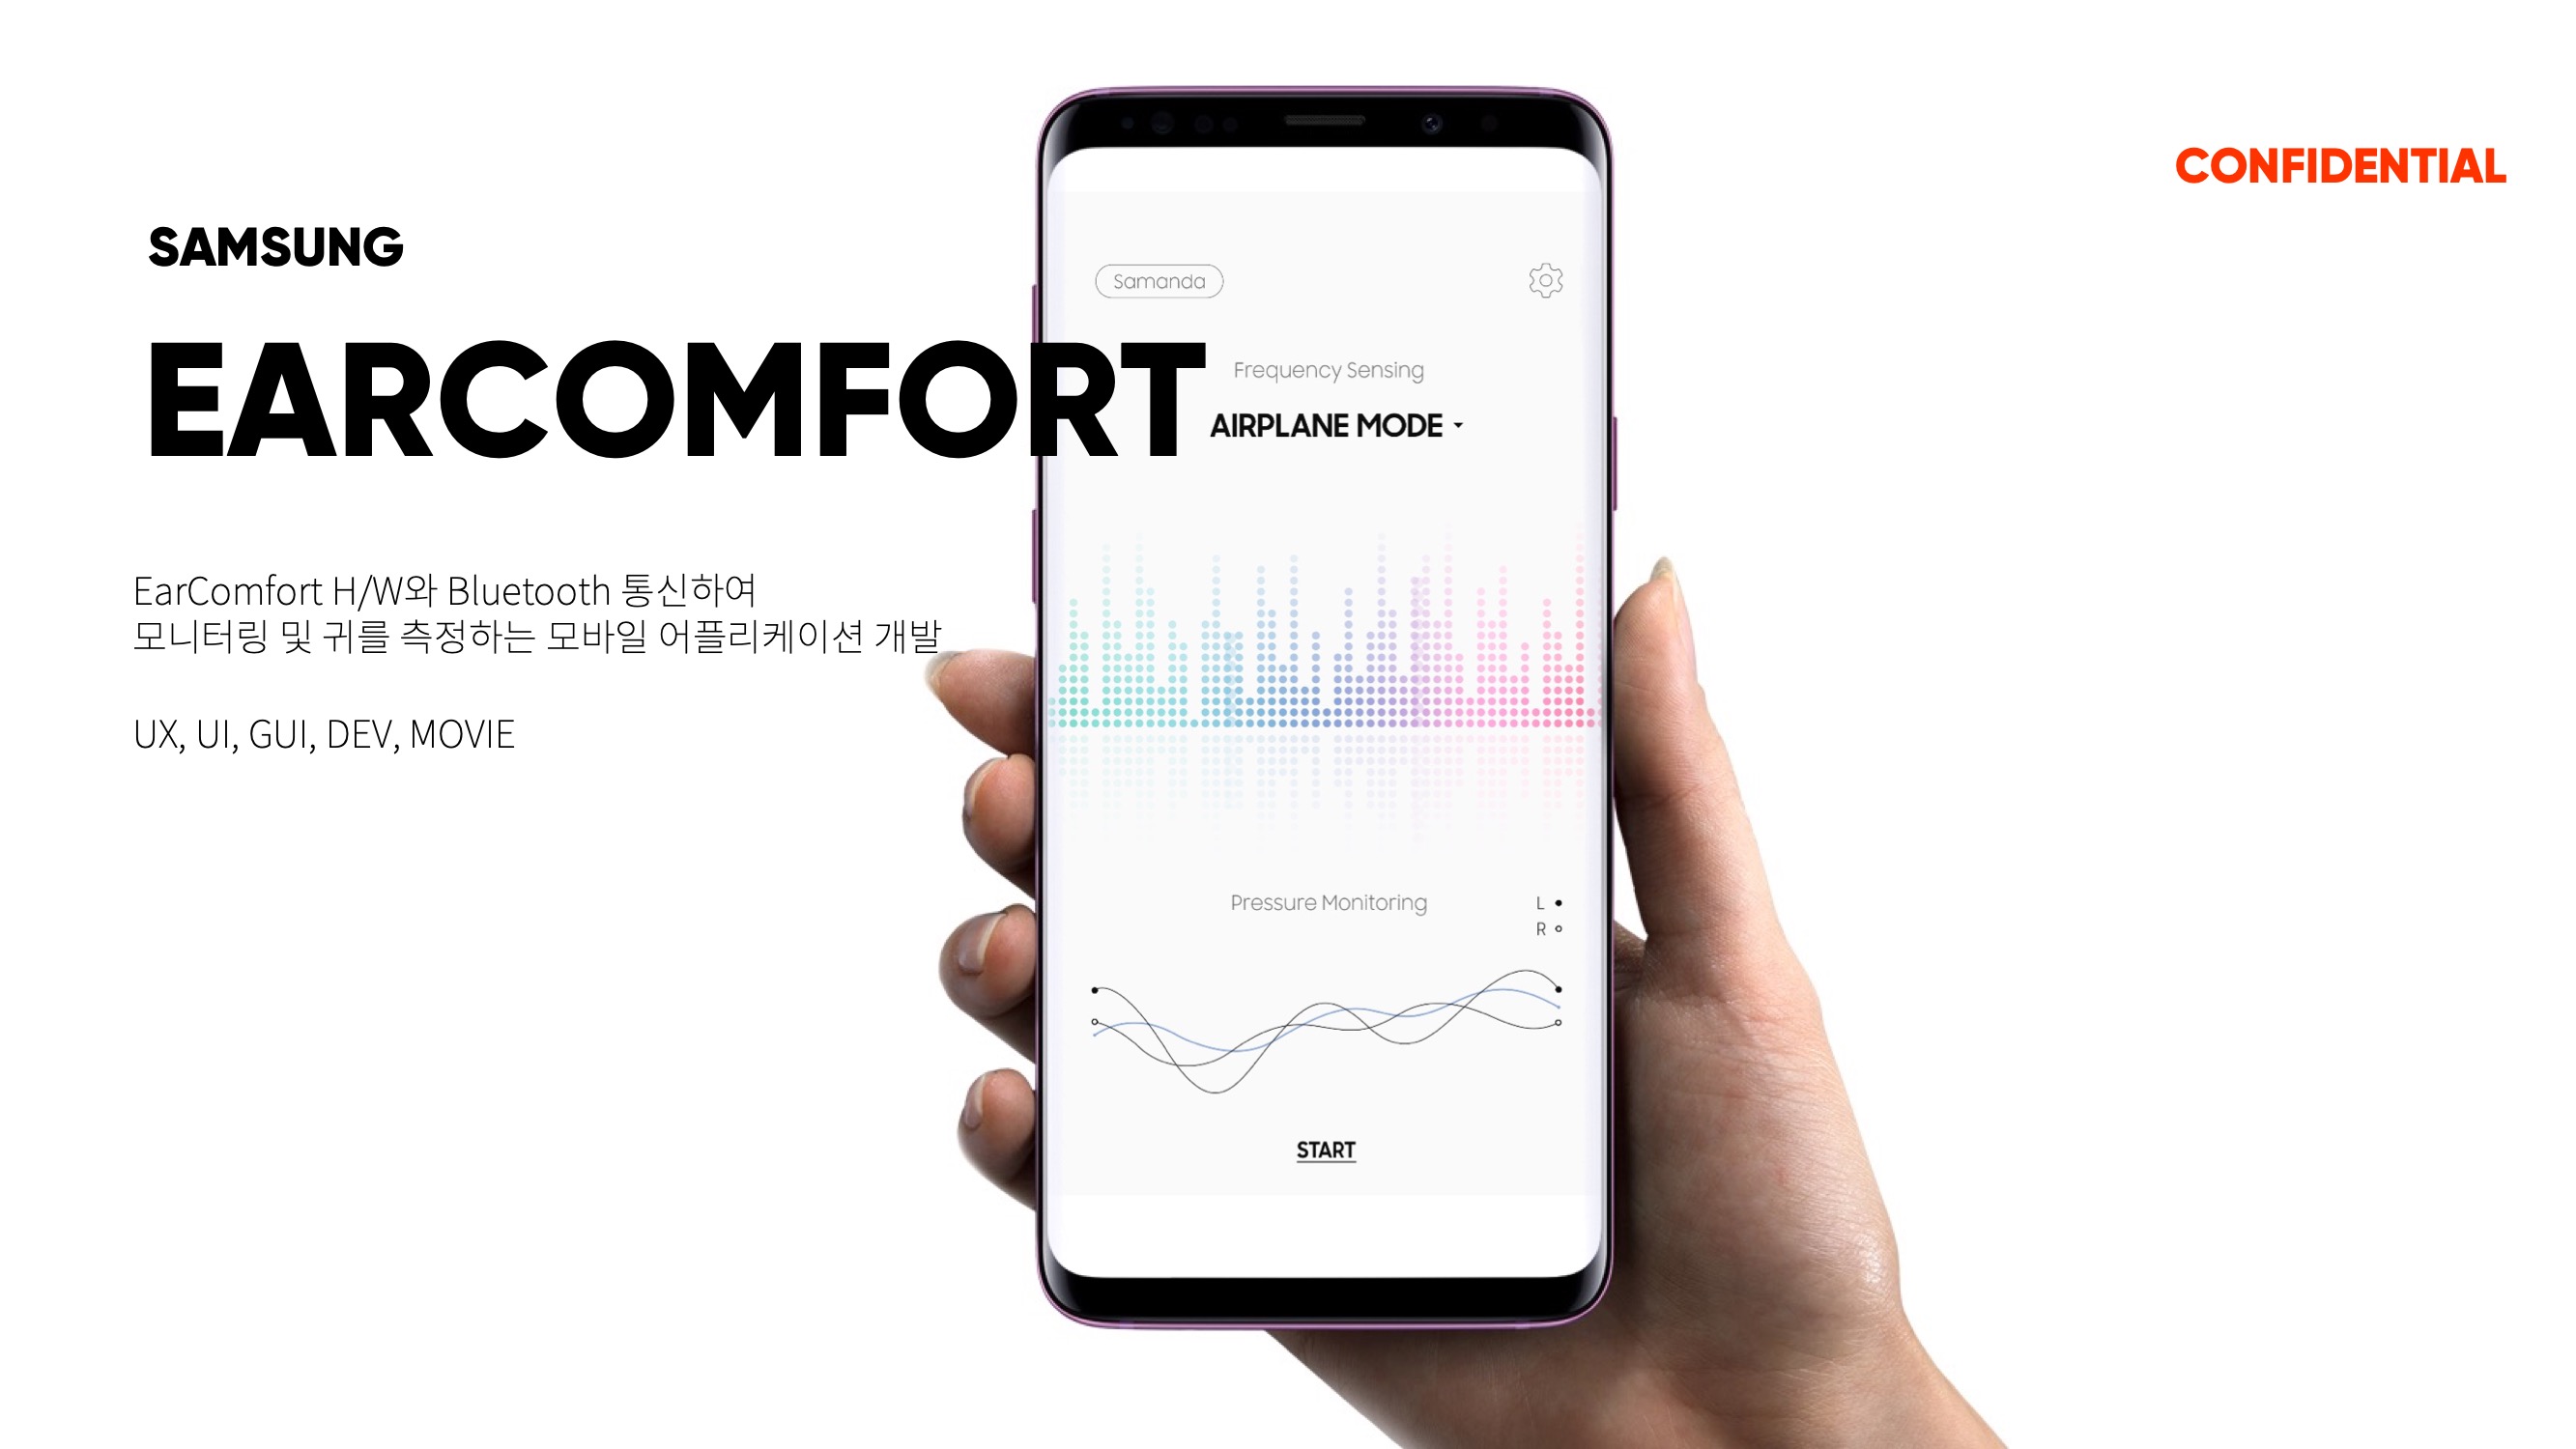 CONFIDENTIAL
SAMSUNG
EARCOMFORT
EarComfort H/W와 Bluetooth 통신하여
모니터링 및 귀를 측정하는 모바일 어플리케이션 개발
UX, UI, GUI, DEV, MOVIE
Samanda
Frequency Sensing
AIRPLANE MODE
Pressure Monitoring
L
R
START